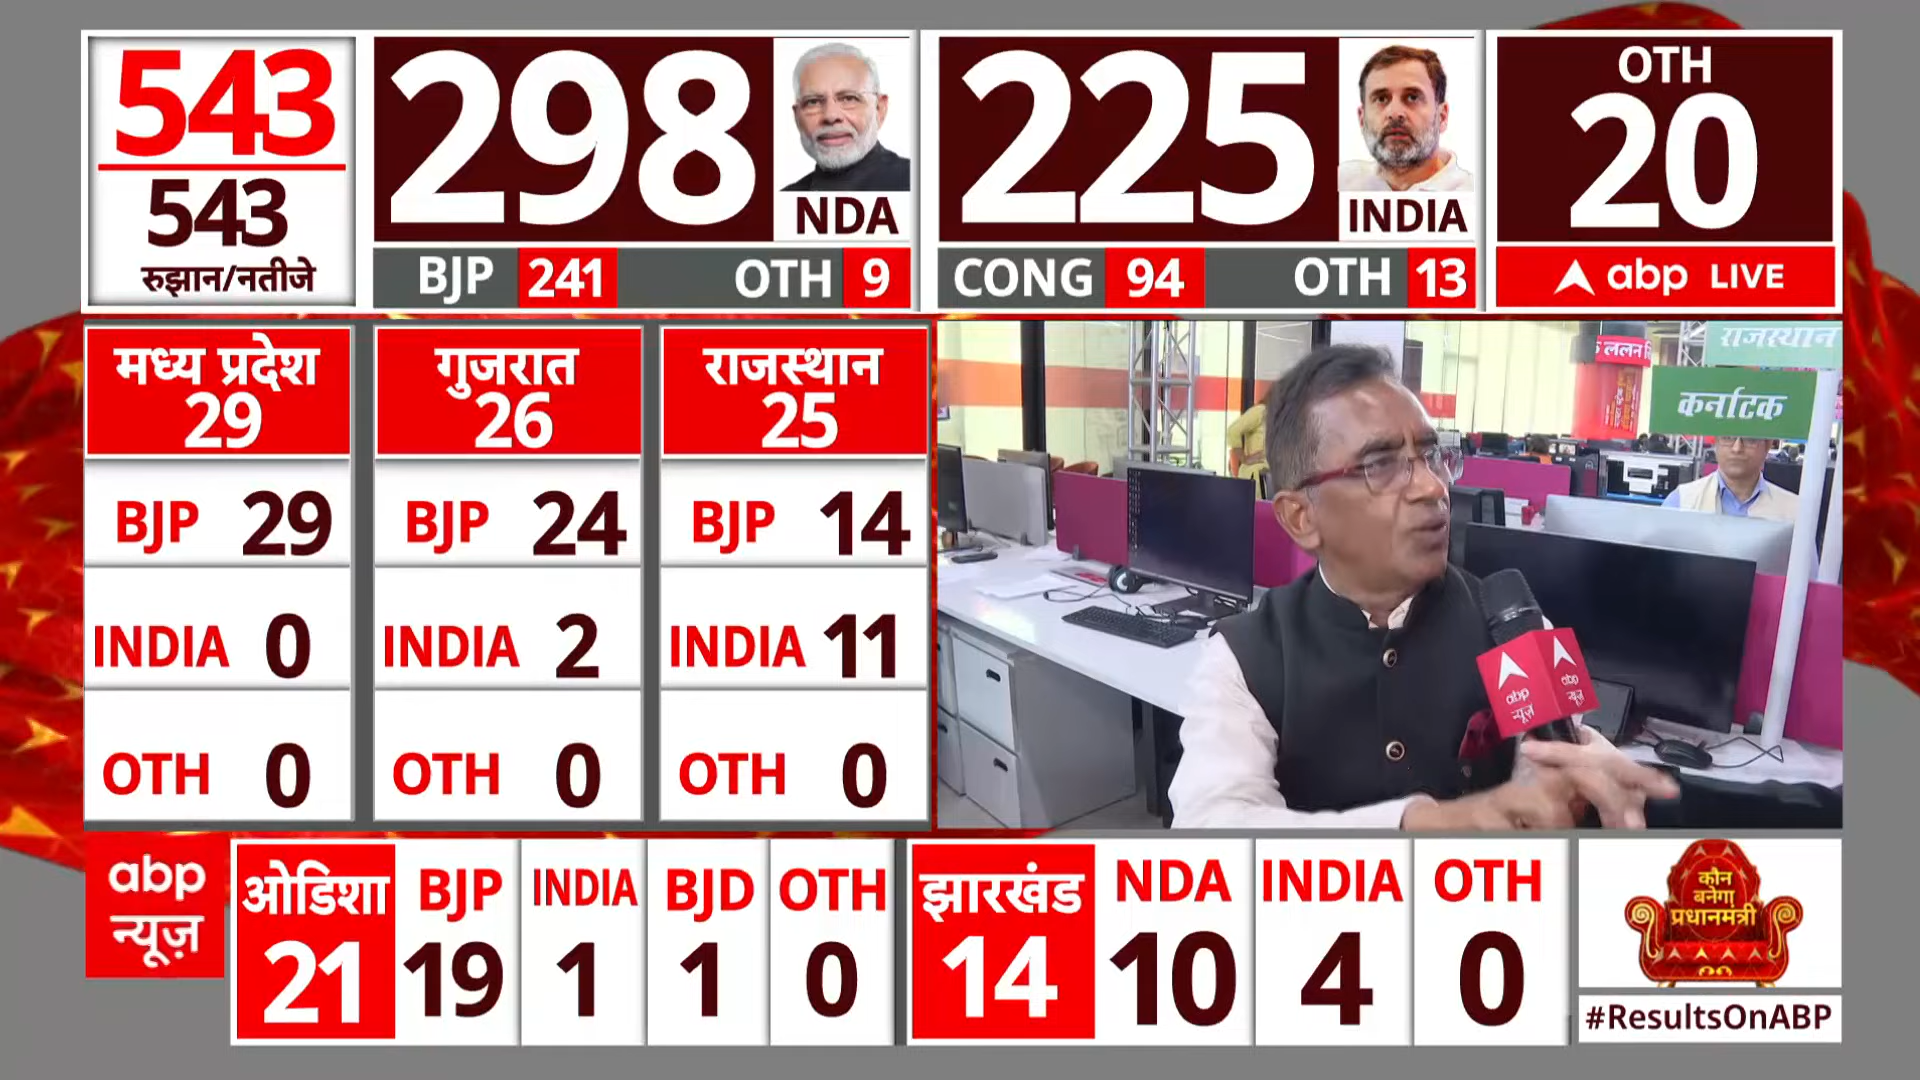 543
543
रुझान/नतीजे
298
NDA
BJP 241 OTH 9
225
INDIA
CONG 94 OTH 13
OTH
20
abp LIVE
मध्य प्रदेश
29
BJP 29
INDIA 0
OTH 0
गुजरात
26
BJP 24
INDIA 2
OTH 0
राजस्थान
25
BJP 14
INDIA 11
OTH 0
राजस्थान
कर्नाटक
ललन
abp
न्यूज़
abp
न्यूज़
abp
न्यूज़
ओडिशा
21
BJP
19
INDIA
1
BJD
1
OTH
0
झारखंड
14
NDA
10
INDIA
4
OTH
0
कौन
बनेगा
प्रधानमंत्री
#ResultsOnABP